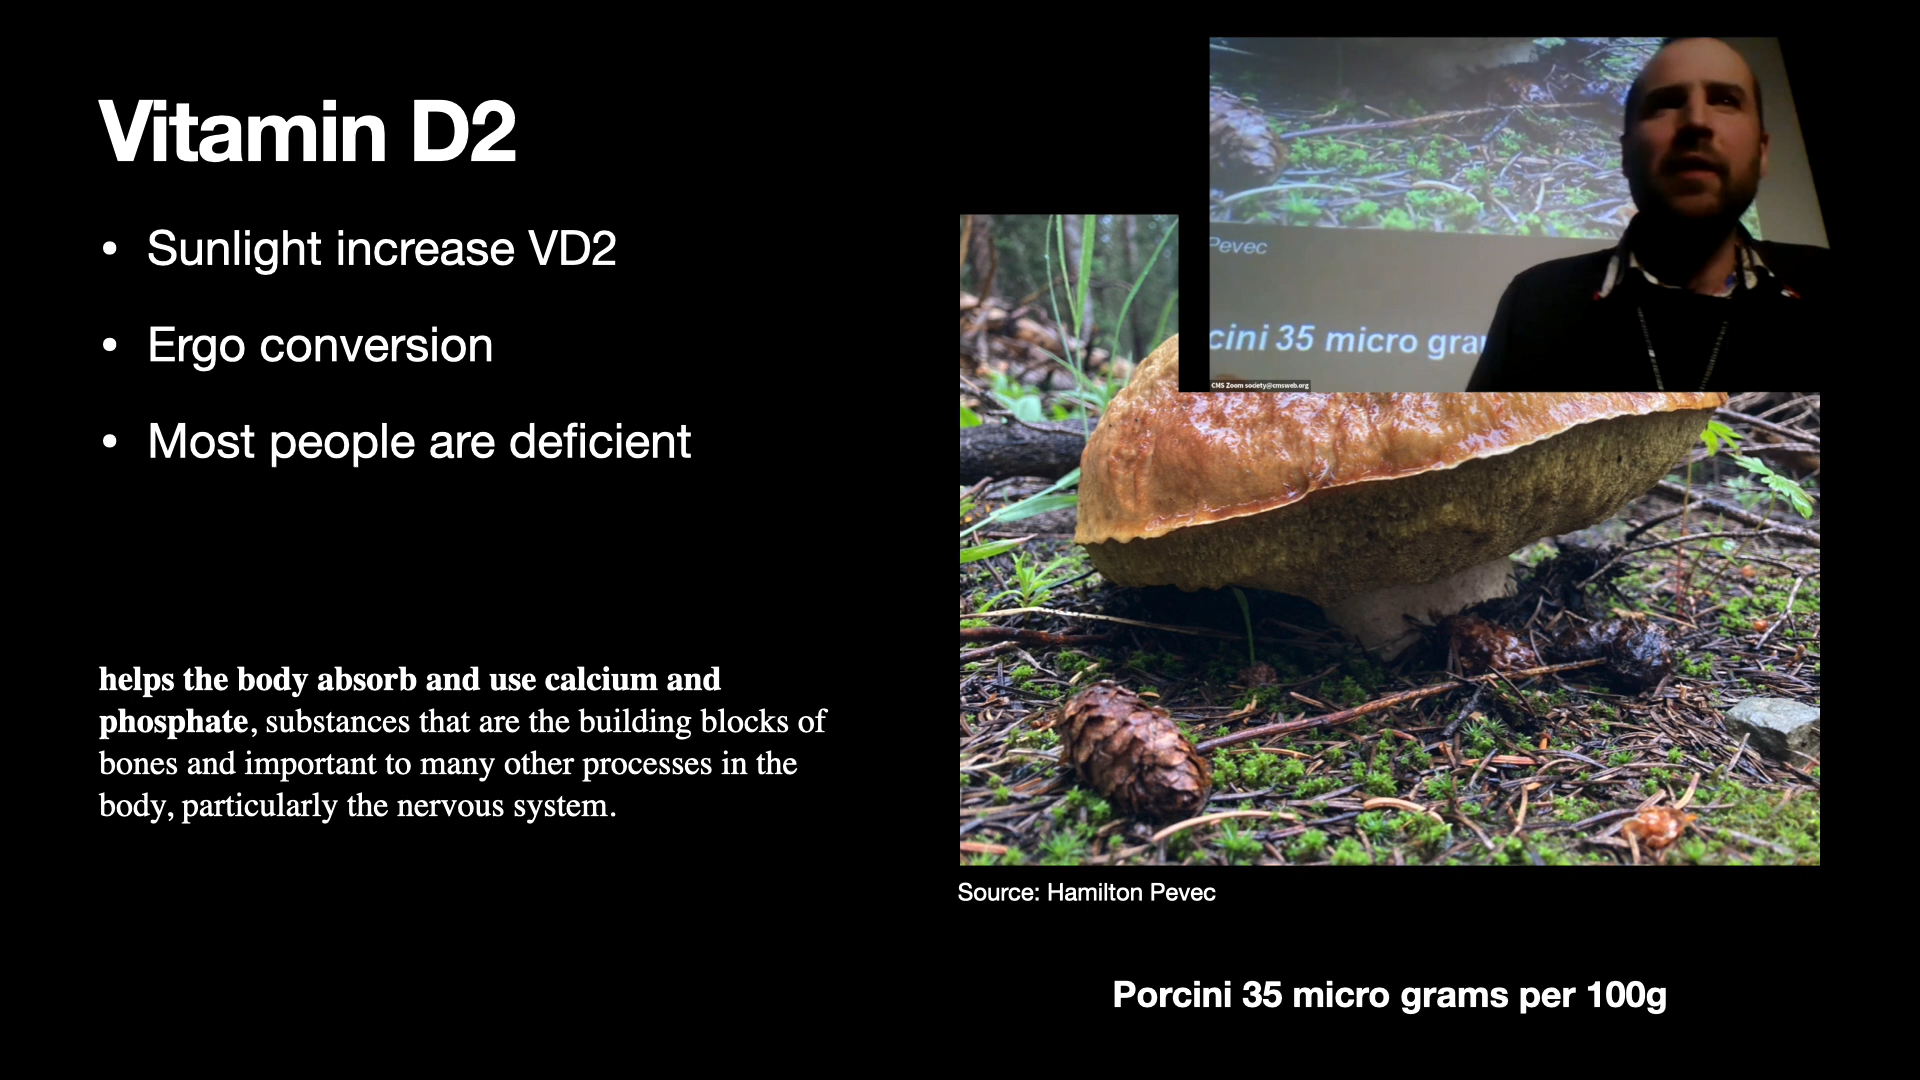 Vitamin D2
• Sunlight increase VD2
• Ergo conversion
• Most people are deficient
helps the body absorb and use calcium and
phosphate, substances that are the building blocks of
bones and important to many other processes in the
body, particularly the nervous system.
Pevec
cini 35 micro gra
CMS Zoom society@cmsweb.org
Source: Hamilton Pevec
Porcini 35 micro grams per 100g